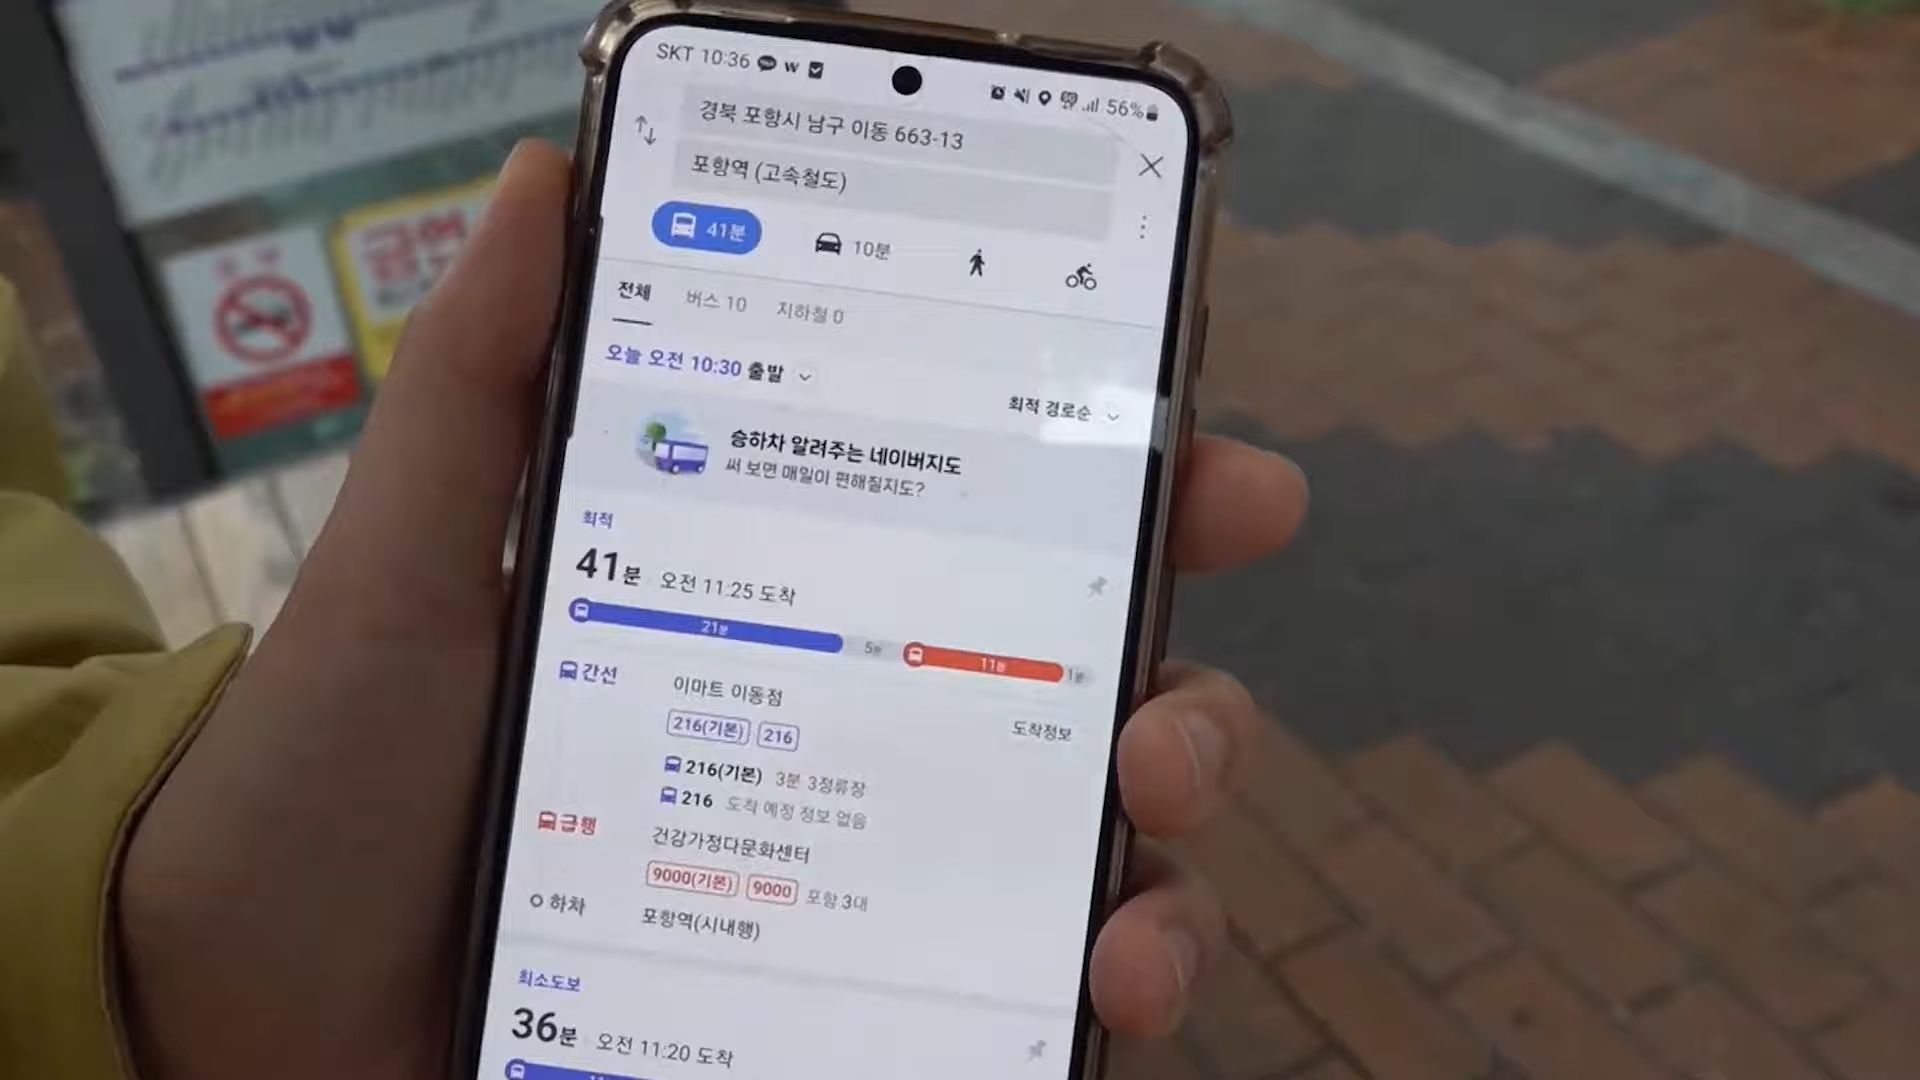 SKT 10:36 W 56%
경북 포항시 남구 이동 663-13
포항역 (고속철도)
41분 10분
전체 버스 10 지하철 0
오늘 오전 10:30 출발
최적 경로순
승하차 알려주는 네이버지도
써 보면 매일이 편해질지도?
최적
41분 오전 11:25 도착
21분 5분 11분 1분
간선 이마트 이동점
216(기본) 216 도착정보
216(기본) 3분 3정류장
216 도착 예정 정보 없음
급행 건강가정다문화센터
9000(기본) 9000 포항 3대
하차 포항역(시내행)
최소도보
36분 오전 11:20 도착